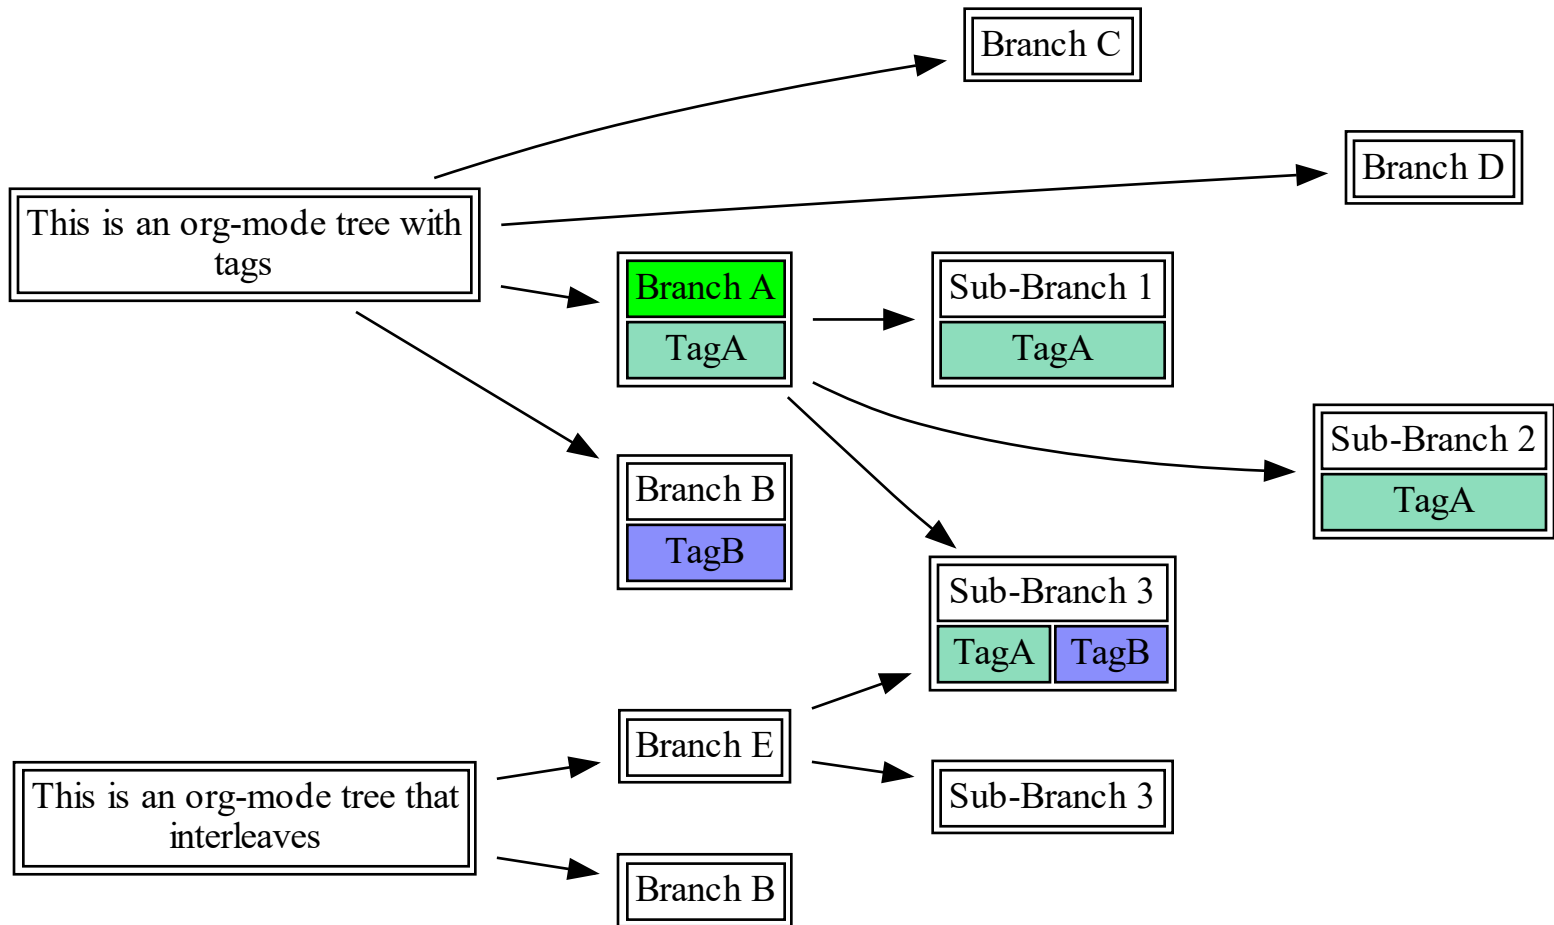 Branch C
Branch D
This is an org-mode tree with
tags
Branch A
TagA
Sub-Branch 1
TagA
Sub-Branch 2
TagA
Branch B
TagB
Sub-Branch 3
TagA TagB
Branch E
This is an org-mode tree that
interleaves
Sub-Branch 3
Branch B